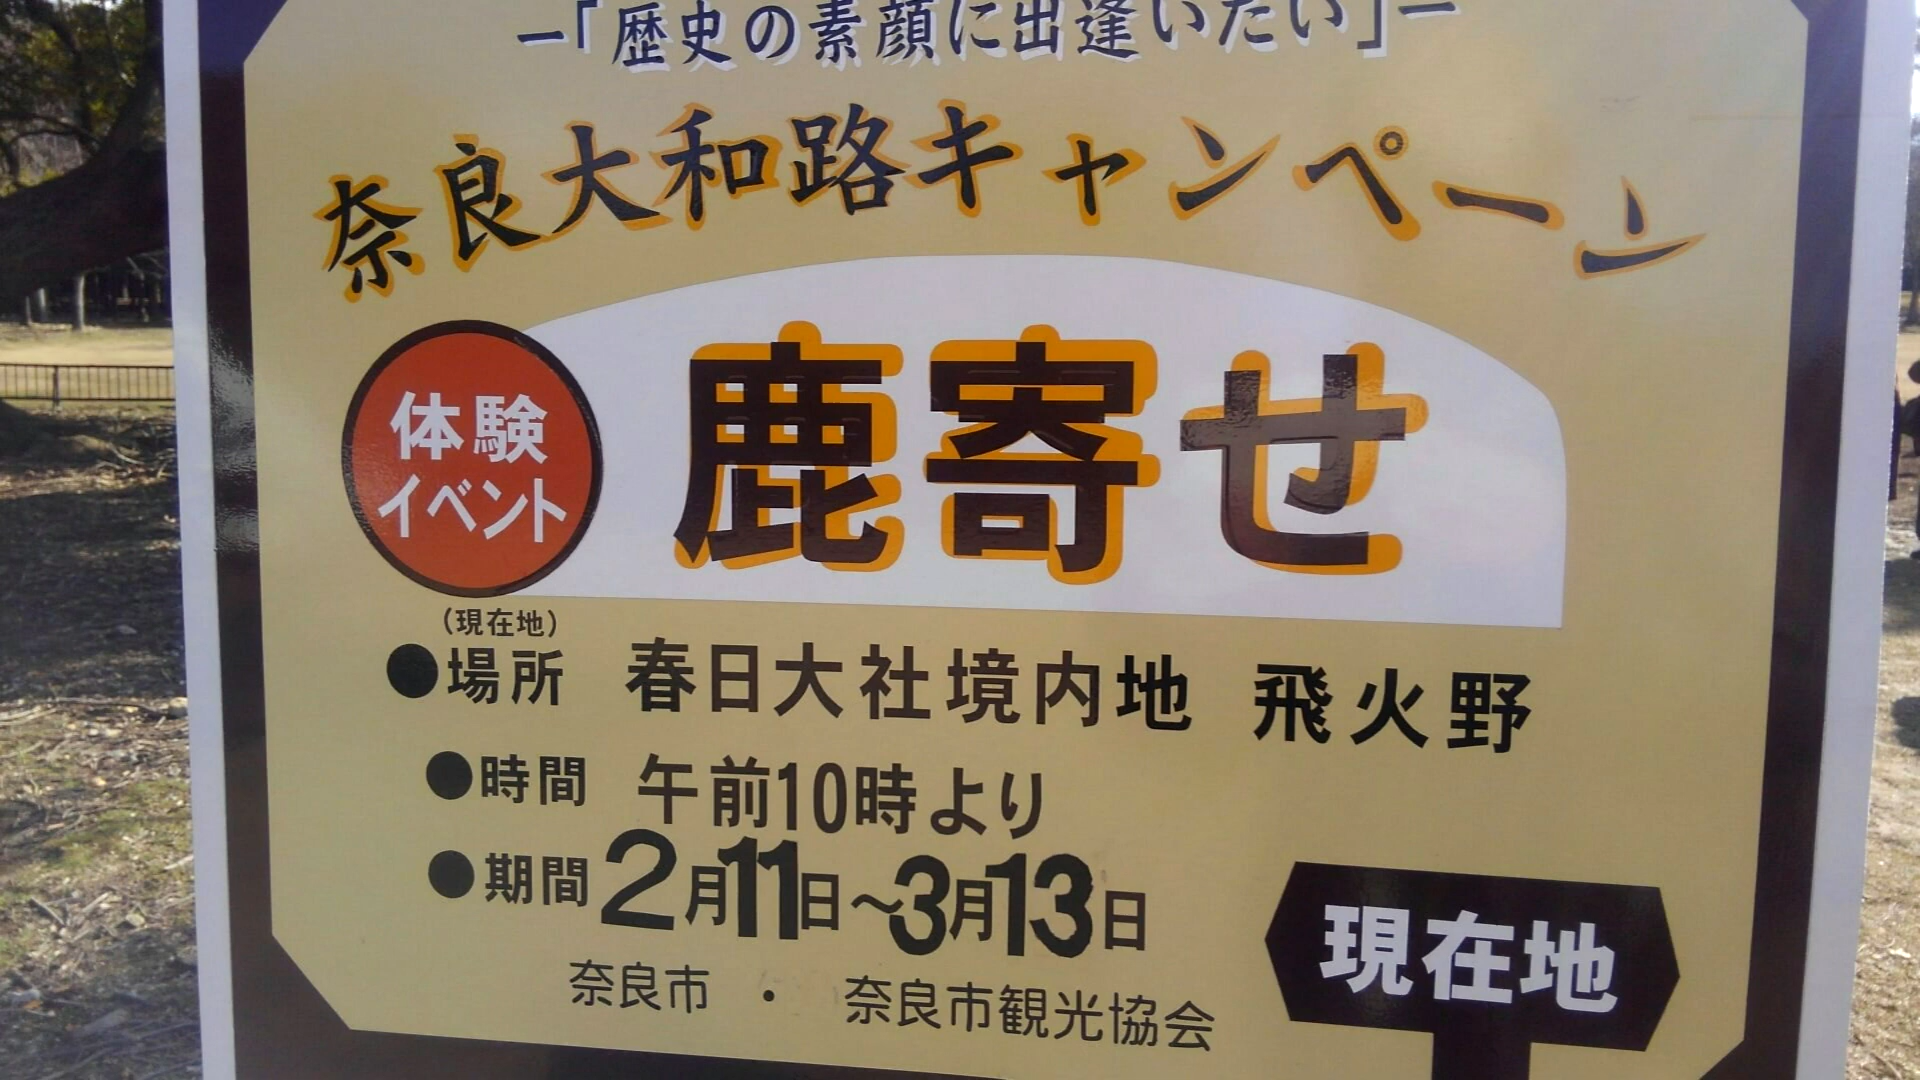 ―「歴史の素顔に出逢いたい」―
奈良大和路キャンペーン
体験
イベント
鹿寄せ
（現在地）
●場所 春日大社境内地 飛火野
●時間 午前10時より
●期間 2月11日～3月13日
奈良市 ・ 奈良市観光協会
現在地